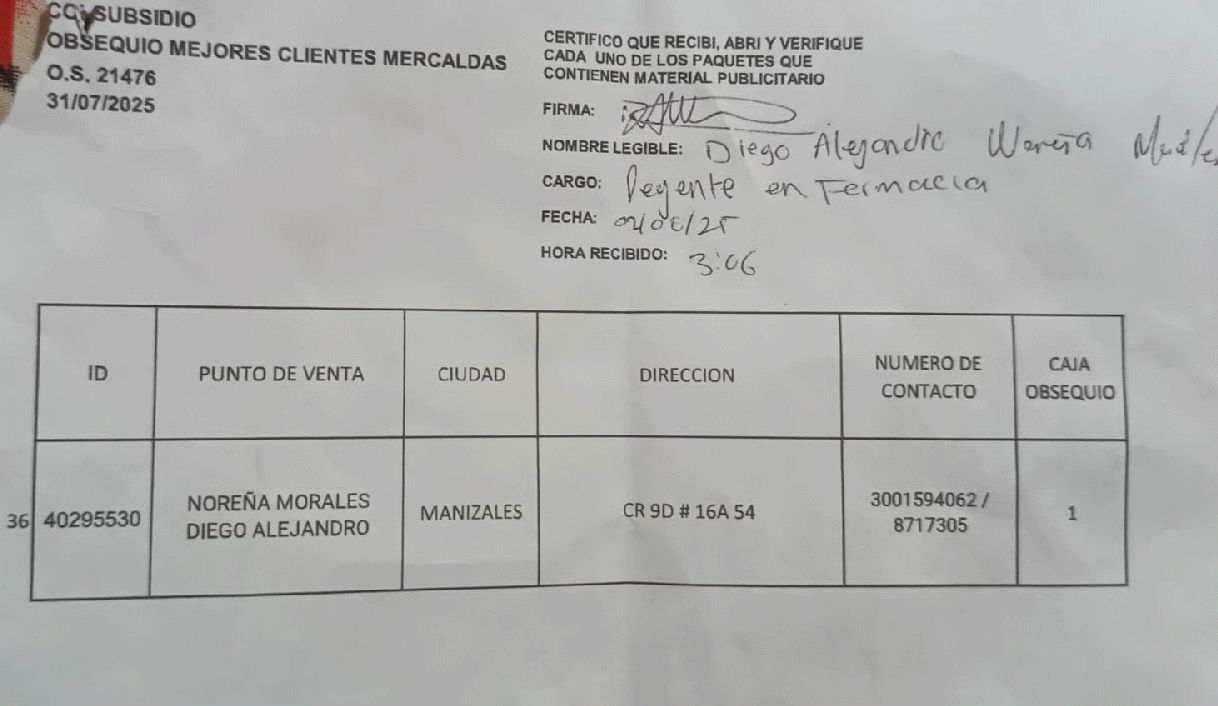 SUBSIDIO
OBSEQUIO MEJORES CLIENTES MERCALDAS
O.S. 21476
31/07/2025
CERTIFICO QUE RECIBI, ABRI Y VERIFIQUE
CADA UNO DE LOS PAQUETES QUE
CONTIENEN MATERIAL PUBLICITARIO
FIRMA:
NOMBRE LEGIBLE: Diego Alejandro
CARGO: Regente en Farmacia
FECHA:
HORA RECIBIDO: 3:06
ID PUNTO DE VENTA CIUDAD DIRECCION NUMERO DE CONTACTO CAJA OBSEQUIO
36 40295530 NOREÑA MORALES DIEGO ALEJANDRO MANIZALES CR 9D # 16A 54 3001594062 / 8717305 1